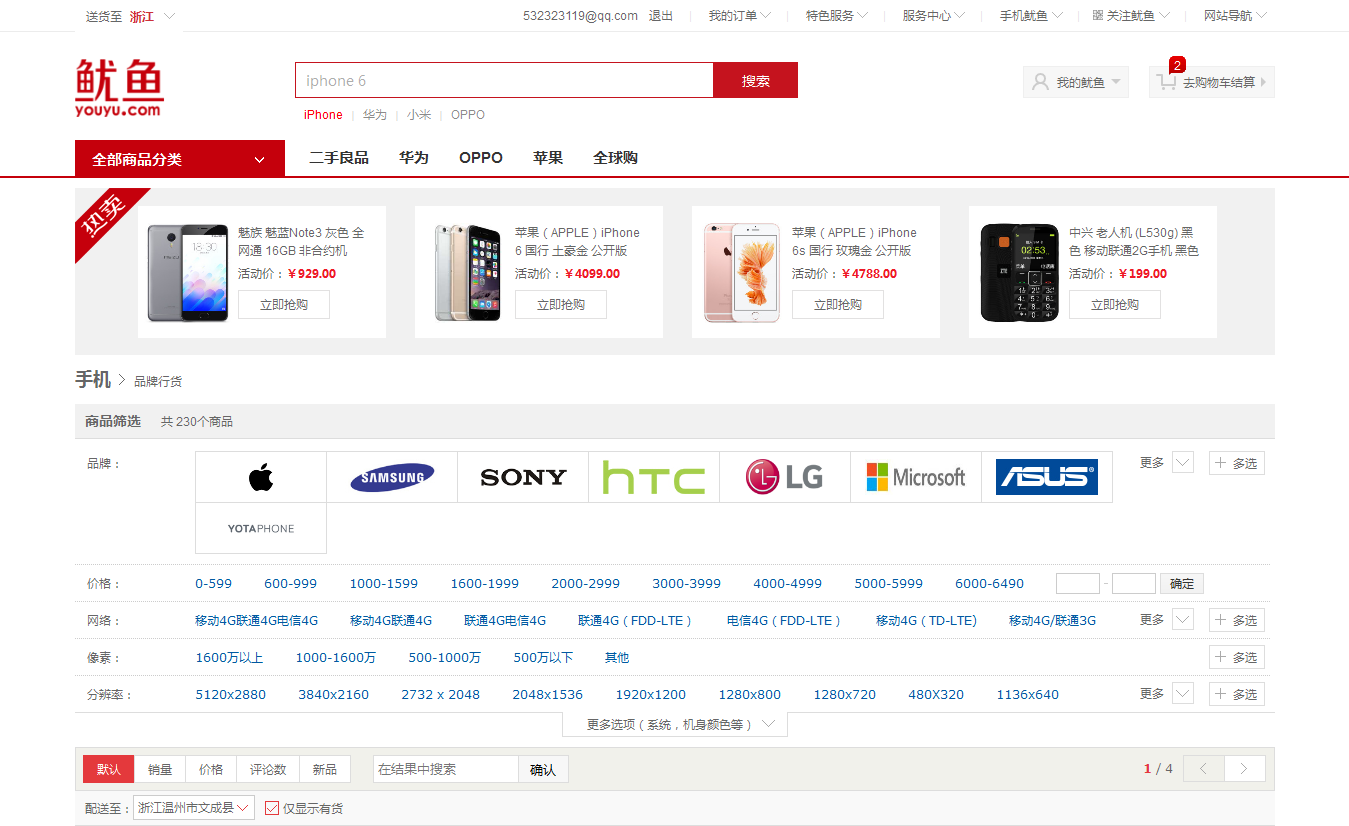 送货至 浙江 532323119@qq.com 退出 我的订单 特色服务 服务中心 手机鱿鱼 关注鱿鱼 网站导航
鱿鱼
youyu.com
iphone 6 搜索
我的鱿鱼 2 去购物车结算
iPhone | 华为 | 小米 | OPPO
全部商品分类 二手良品 华为 OPPO 苹果 全球购
热卖
魅族 魅蓝Note3 灰色 全
网通 16GB 非合约机
活动价：￥929.00
立即抢购
苹果（APPLE）iPhone
6 国行 土豪金 公开版
活动价：￥4099.00
立即抢购
苹果（APPLE）iPhone
6s 国行 玫瑰金 公开版
活动价：￥4788.00
立即抢购
中兴 老人机 (L530g) 黑
色 移动联通2G手机 黑色
活动价：￥199.00
立即抢购
手机 > 品牌行货
商品筛选 共 230个商品
品牌： SAMSUNG SONY hTC LG Microsoft ASUS 更多 + 多选
YOTAPHONE
价格： 0-599 600-999 1000-1599 1600-1999 2000-2999 3000-3999 4000-4999 5000-5999 6000-6490 - 确定
网络： 移动4G联通4G电信4G 移动4G联通4G 联通4G电信4G 联通4G（FDD-LTE） 电信4G（FDD-LTE） 移动4G（TD-LTE) 移动4G/联通3G 更多 + 多选
像素： 1600万以上 1000-1600万 500-1000万 500万以下 其他 + 多选
分辨率： 5120x2880 3840x2160 2732 x 2048 2048x1536 1920x1200 1280x800 1280x720 480X320 1136x640 更多 + 多选
更多选项（系统，机身颜色等）
默认 销量 价格 评论数 新品 在结果中搜索 确认 1 / 4 < >
配送至： 浙江温州市文成县 仅显示有货